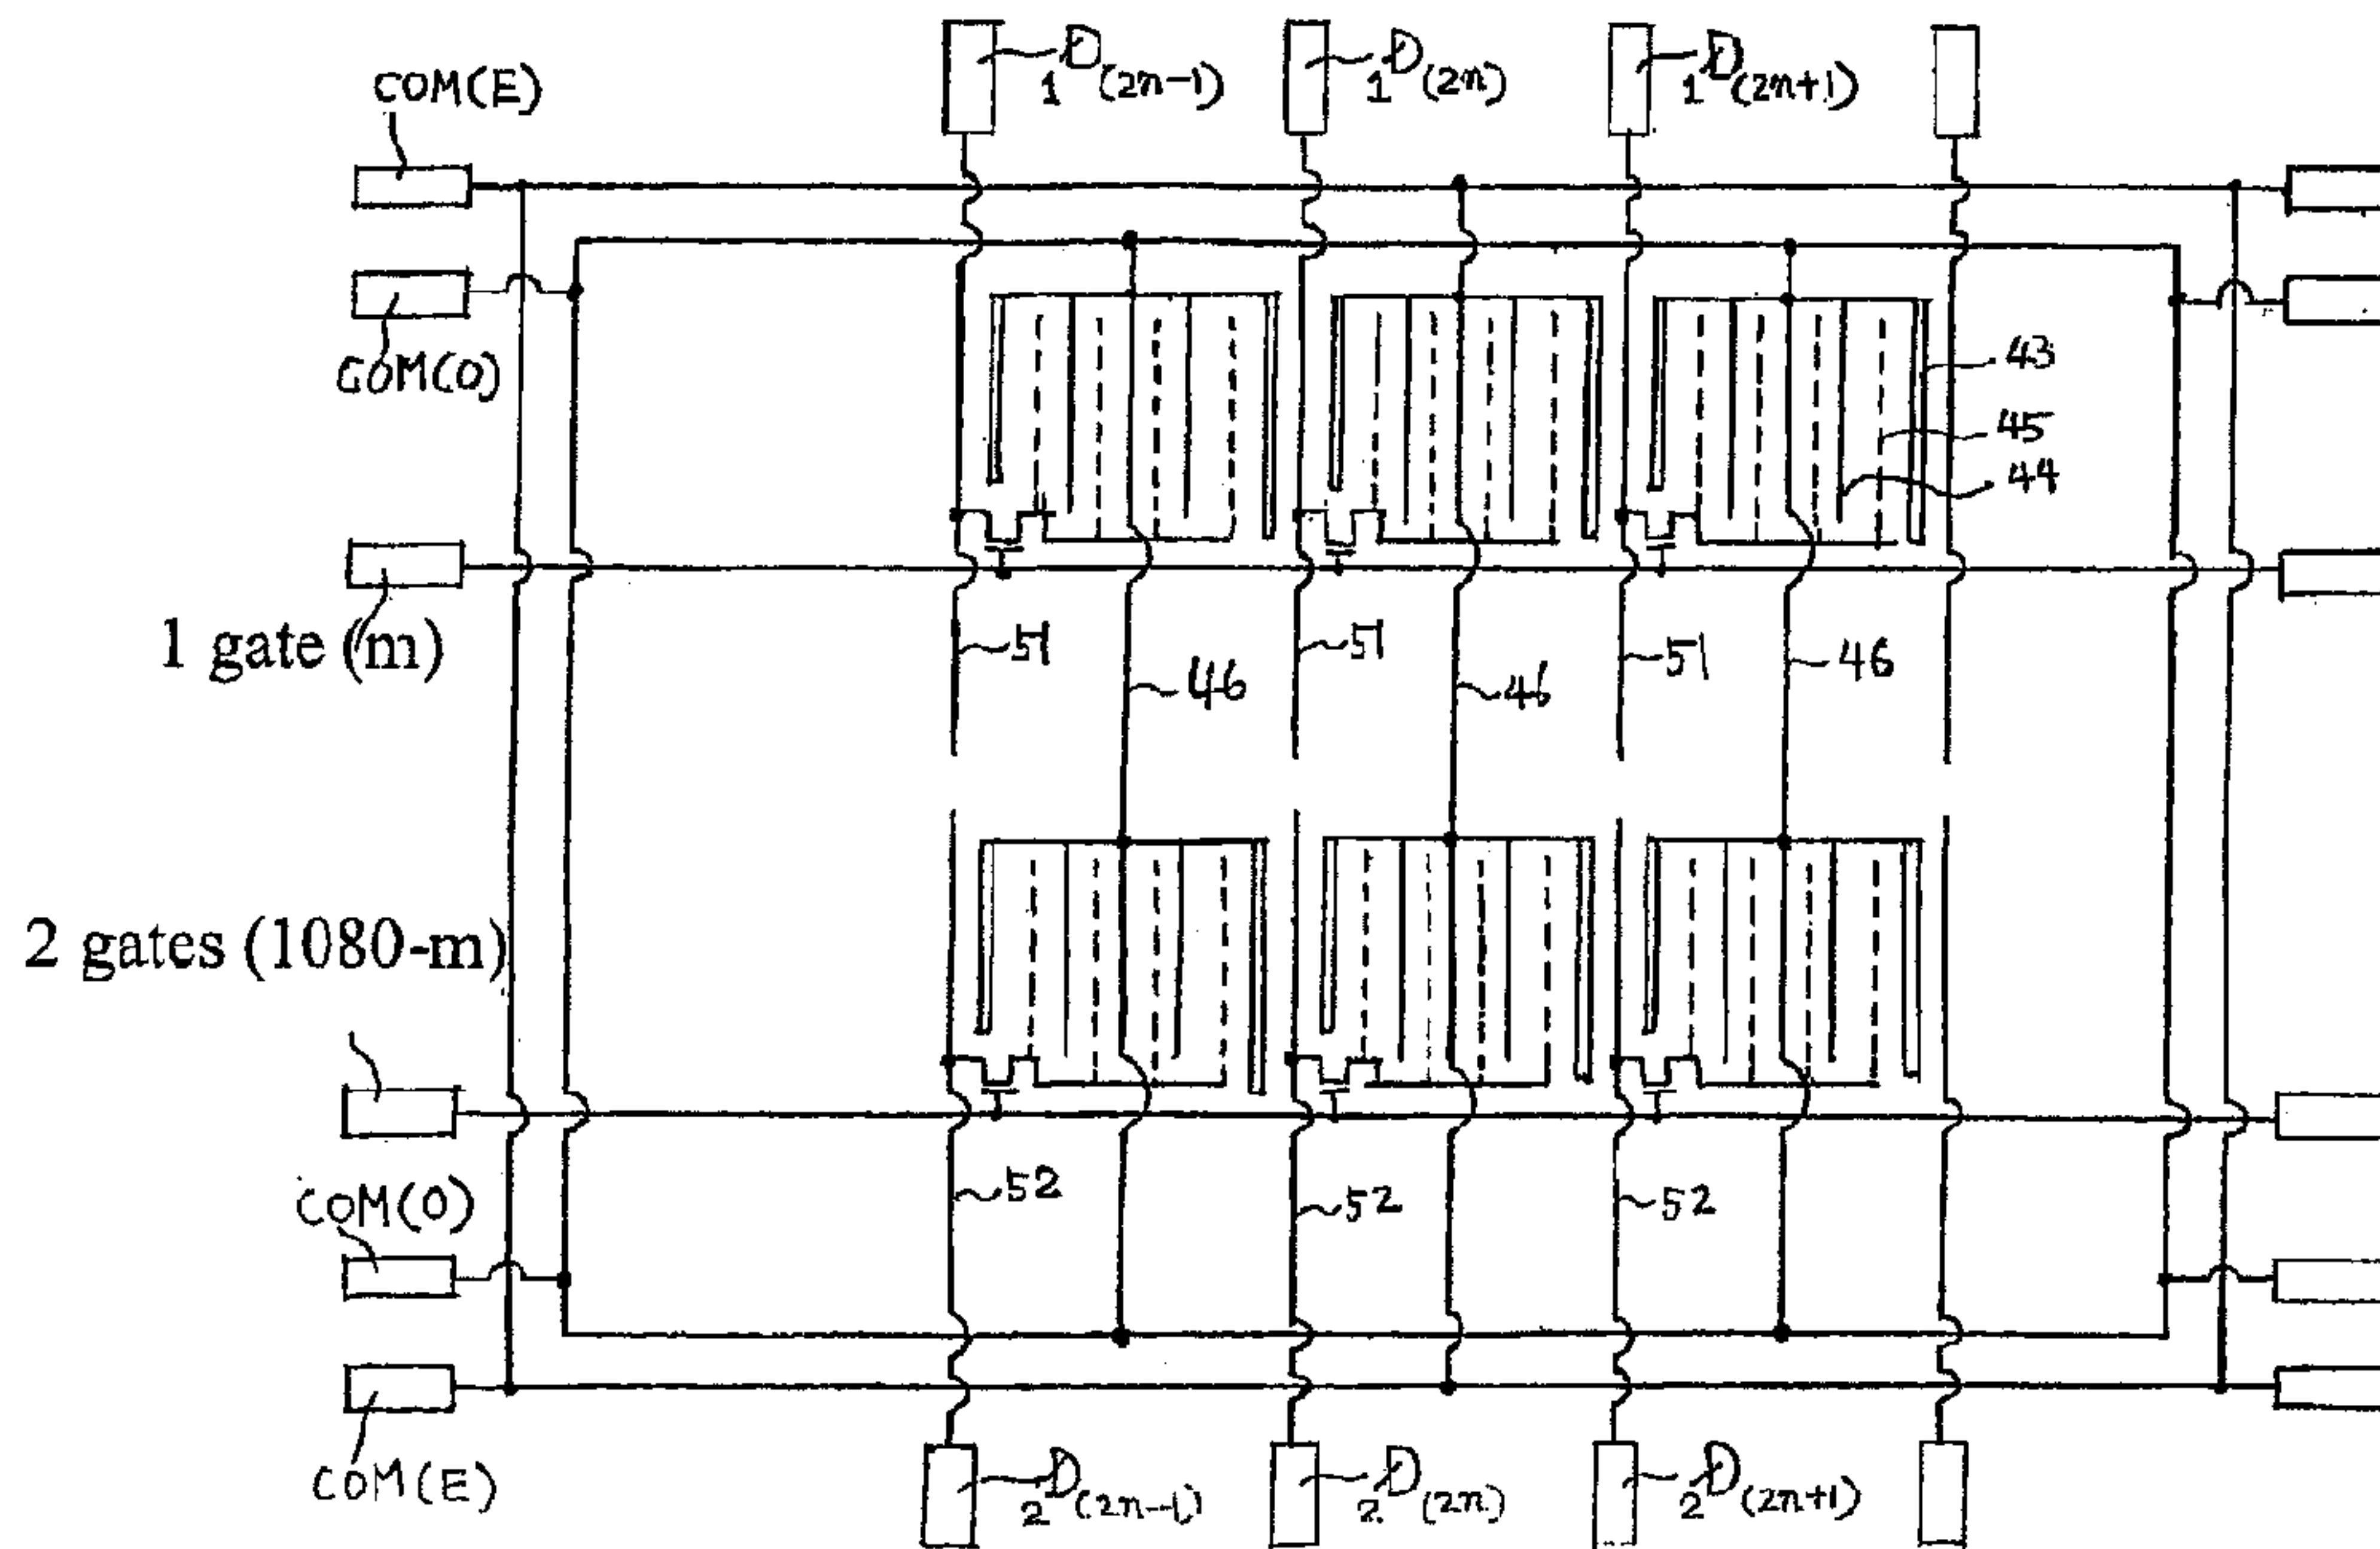 1D(2n-1) 1D(2n) 1D(2n+1)
COM(E)
COM(O)
43
45
44
1 gate (m)
51 51 51 46
46 46
2 gates (1080-m)
52 52 52
COM(O)
COM(E)
2D(2n-1) 2D(2n) 2D(2n+1)